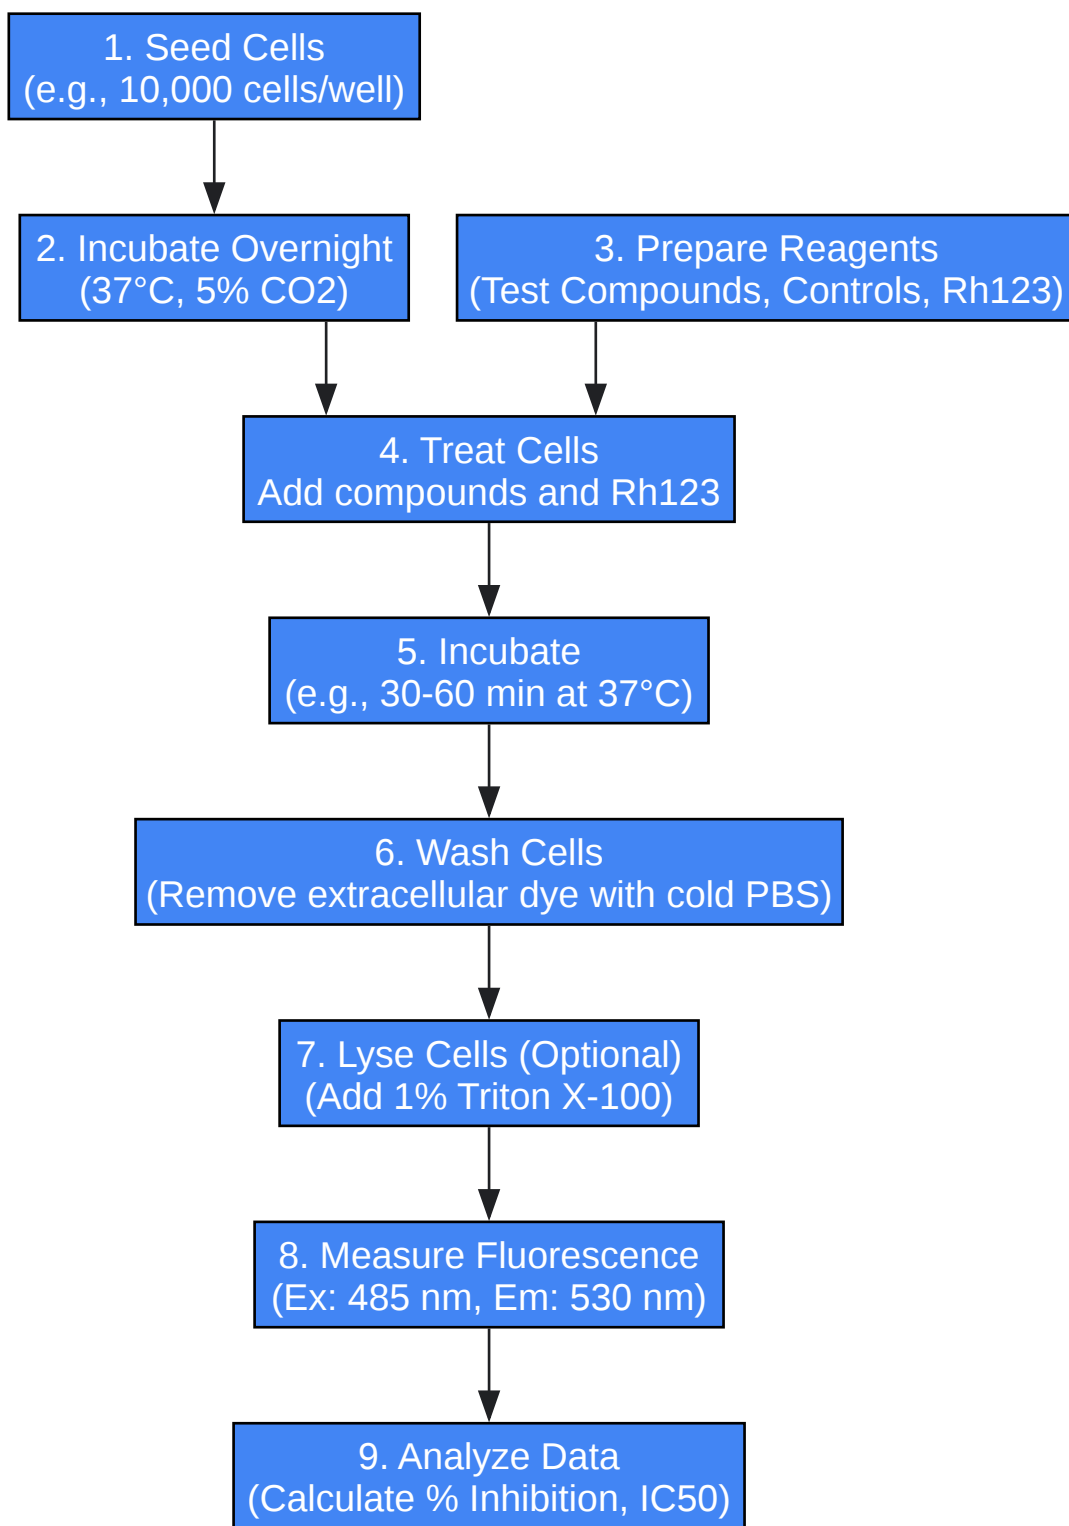 1. Seed Cells
(e.g., 10,000 cells/well)
2. Incubate Overnight
(37°C, 5% CO2)
3. Prepare Reagents
(Test Compounds, Controls, Rh123)
4. Treat Cells
Add compounds and Rh123
5. Incubate
(e.g., 30-60 min at 37°C)
6. Wash Cells
(Remove extracellular dye with cold PBS)
7. Lyse Cells (Optional)
(Add 1% Triton X-100)
8. Measure Fluorescence
(Ex: 485 nm, Em: 530 nm)
9. Analyze Data
(Calculate % Inhibition, IC50)